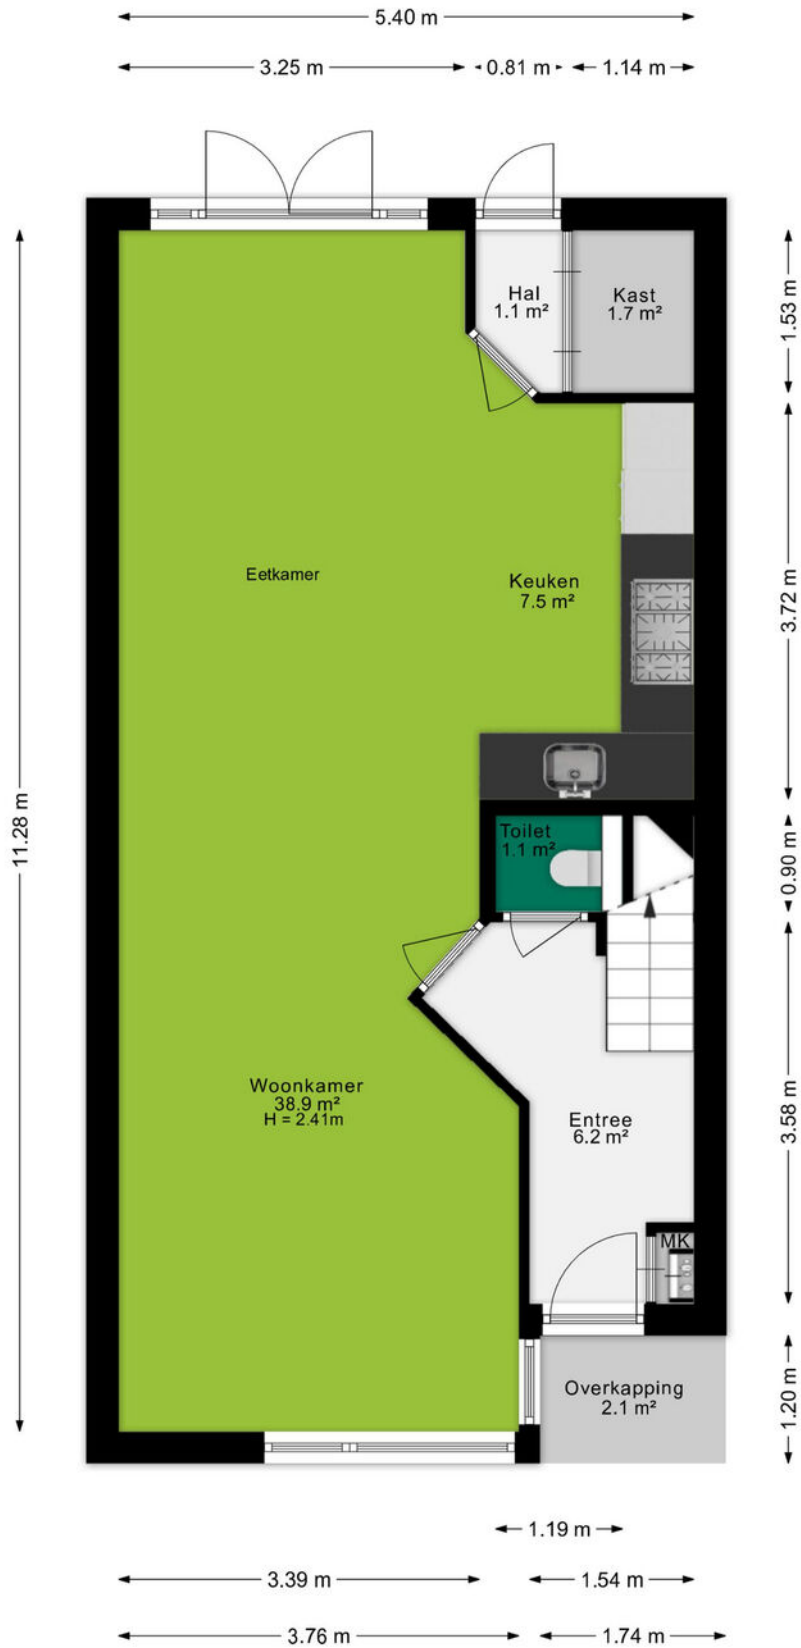 5.40 m
3.25 m
0.81 m
1.14 m
Hal
1.1 m²
Kast
1.7 m²
1.53 m
Eetkamer
Keuken
7.5 m²
3.72 m
11.28 m
Toilet
1.1 m²
0.90 m
Woonkamer
38.9 m²
H = 2.41m
Entree
6.2 m²
3.58 m
MK
Overkapping
2.1 m²
1.20 m
1.19 m
3.39 m
1.54 m
3.76 m
1.74 m